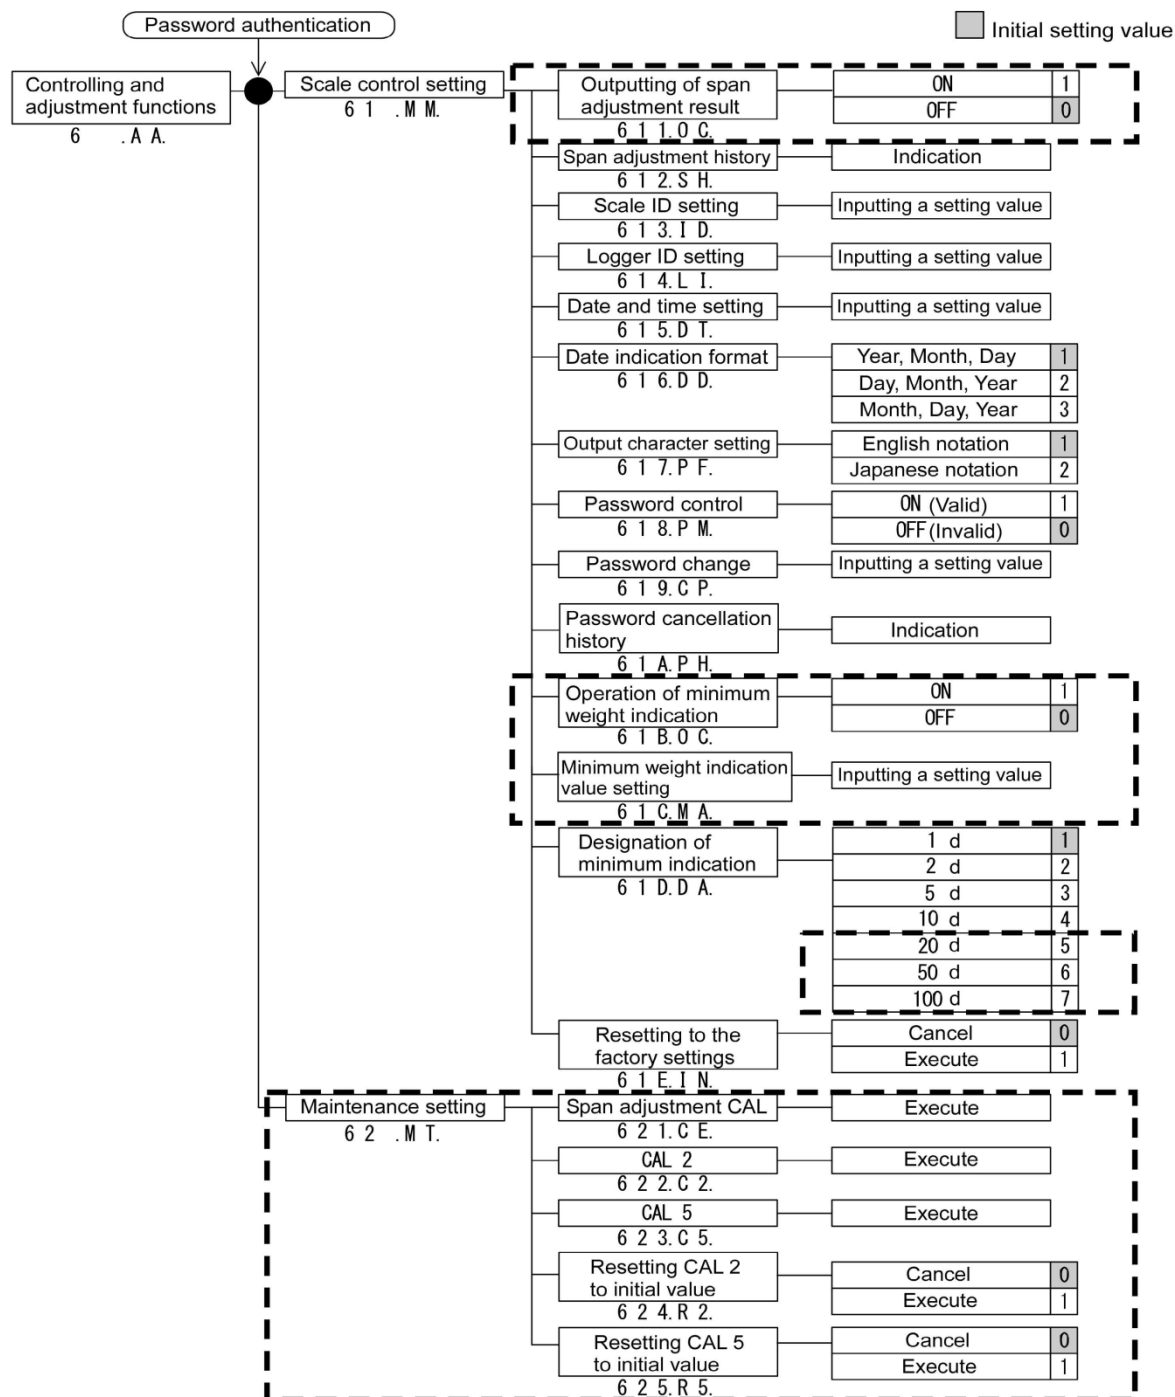 Password authentication
Initial setting value
Controlling and
adjustment functions
6 .A A.
Scale control setting
6 1 .M M.
Outputting of span
adjustment result
6 1 1.O C.
ON 1
OFF 0
Span adjustment history
6 1 2.S H.
Indication
Scale ID setting
6 1 3.I D.
Inputting a setting value
Logger ID setting
6 1 4.L I.
Inputting a setting value
Date and time setting
6 1 5.D T.
Inputting a setting value
Date indication format
6 1 6.D D.
Year, Month, Day 1
Day, Month, Year 2
Month, Day, Year 3
Output character setting
6 1 7.P F.
English notation 1
Japanese notation 2
Password control
6 1 8.P M.
ON (Valid) 1
OFF (Invalid) 0
Password change
6 1 9.C P.
Inputting a setting value
Password cancellation
history
6 1 A.P H.
Indication
Operation of minimum
weight indication
6 1 B.O C.
ON 1
OFF 0
Minimum weight indication
value setting
6 1 C.M A.
Inputting a setting value
Designation of
minimum indication
6 1 D.D A.
1 d 1
2 d 2
5 d 3
10 d 4
20 d 5
50 d 6
100 d 7
Resetting to the
factory settings
6 1 E.I N.
Cancel 0
Execute 1
Maintenance setting
6 2 .M T.
Span adjustment CAL
6 2 1.C E.
Execute
CAL 2
6 2 2.C 2.
Execute
CAL 5
6 2 3.C 5.
Execute
Resetting CAL 2
to initial value
6 2 4.R 2.
Cancel 0
Execute 1
Resetting CAL 5
to initial value
6 2 5.R 5.
Cancel 0
Execute 1